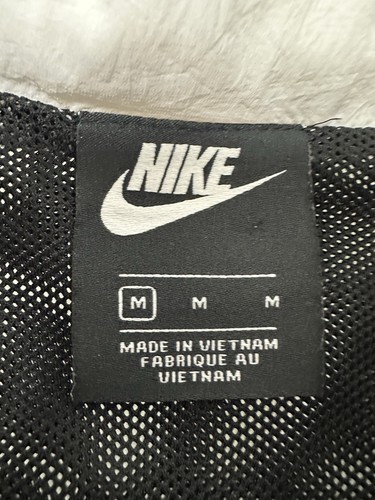 NIKE
M M M
MADE IN VIETNAM
FABRIQUE AU
VIETNAM